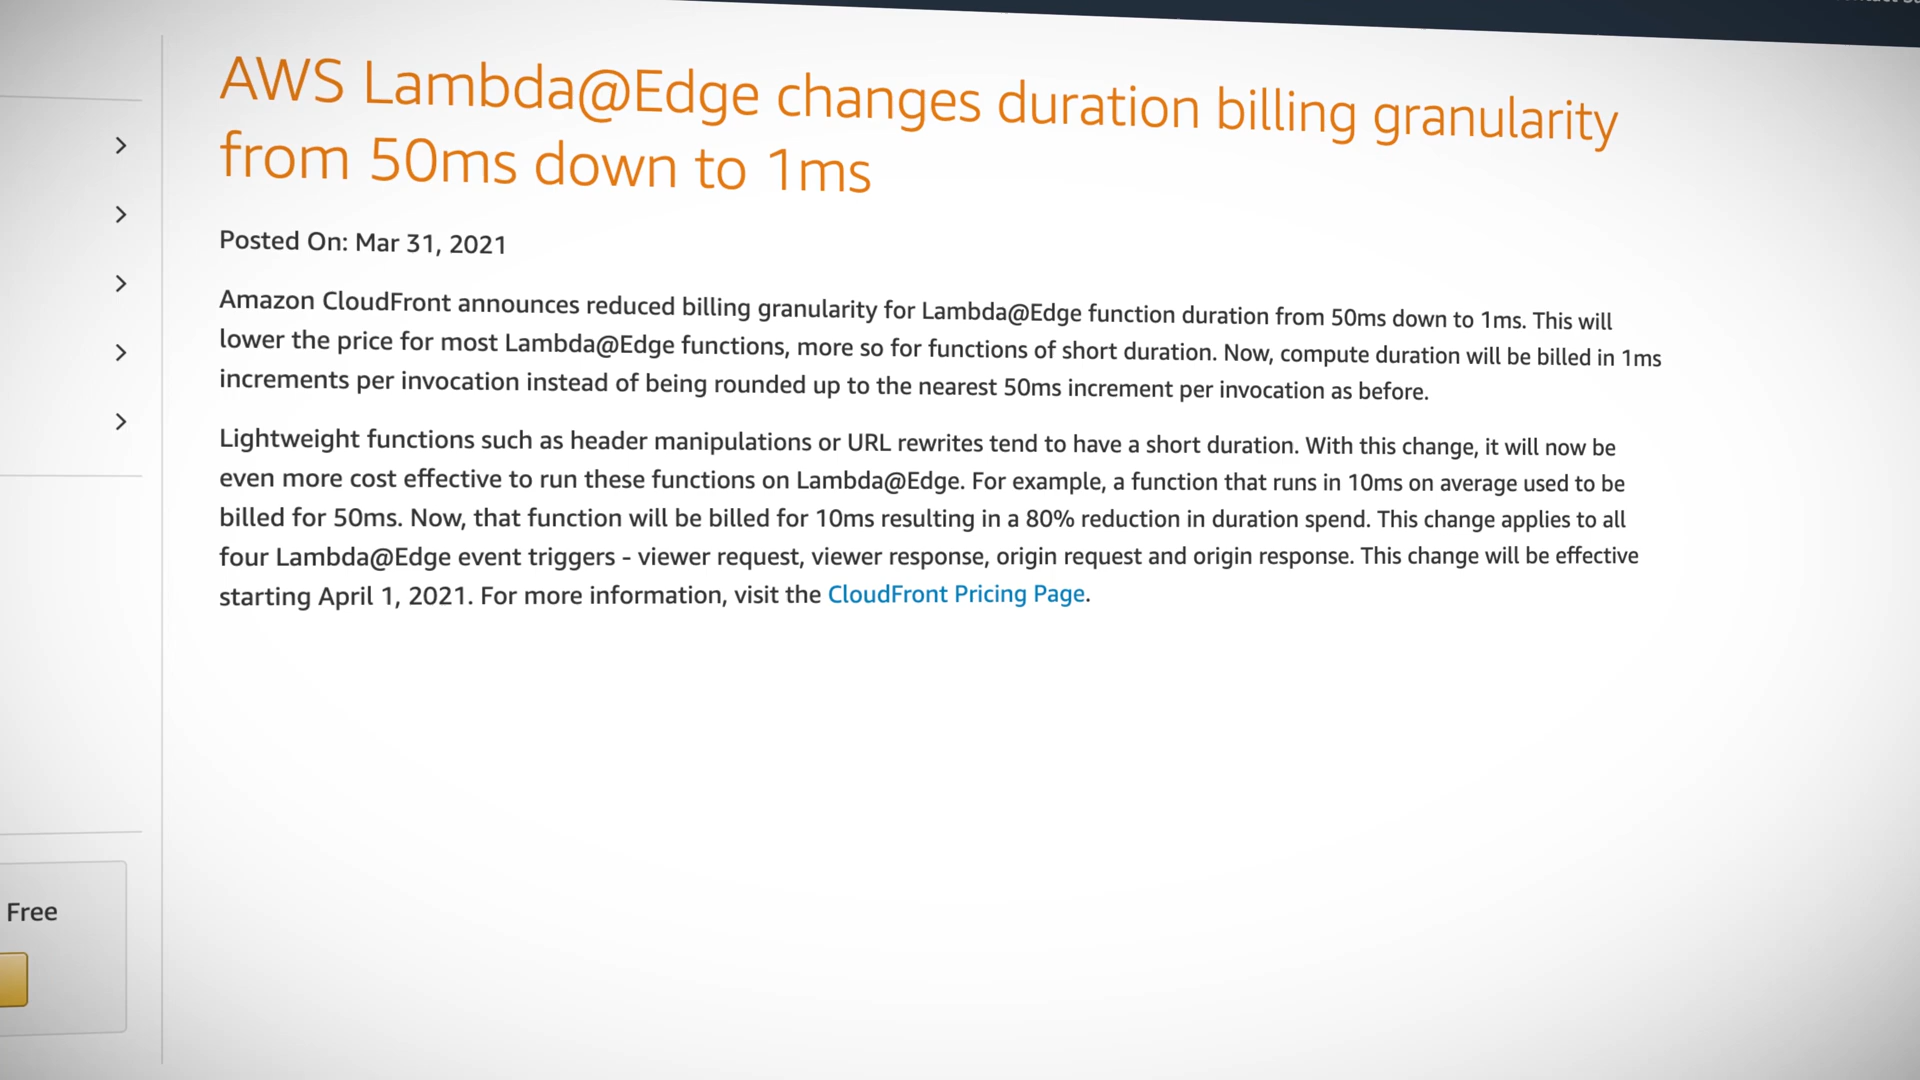 AWS Lambda@Edge changes duration billing granularity
from 50ms down to 1ms
Posted On: Mar 31, 2021
Amazon CloudFront announces reduced billing granularity for Lambda@Edge function duration from 50ms down to 1ms. This will
lower the price for most Lambda@Edge functions, more so for functions of short duration. Now, compute duration will be billed in 1ms
increments per invocation instead of being rounded up to the nearest 50ms increment per invocation as before.
Lightweight functions such as header manipulations or URL rewrites tend to have a short duration. With this change, it will now be
even more cost effective to run these functions on Lambda@Edge. For example, a function that runs in 10ms on average used to be
billed for 50ms. Now, that function will be billed for 10ms resulting in a 80% reduction in duration spend. This change applies to all
four Lambda@Edge event triggers - viewer request, viewer response, origin request and origin response. This change will be effective
starting April 1, 2021. For more information, visit the CloudFront Pricing Page.
Free